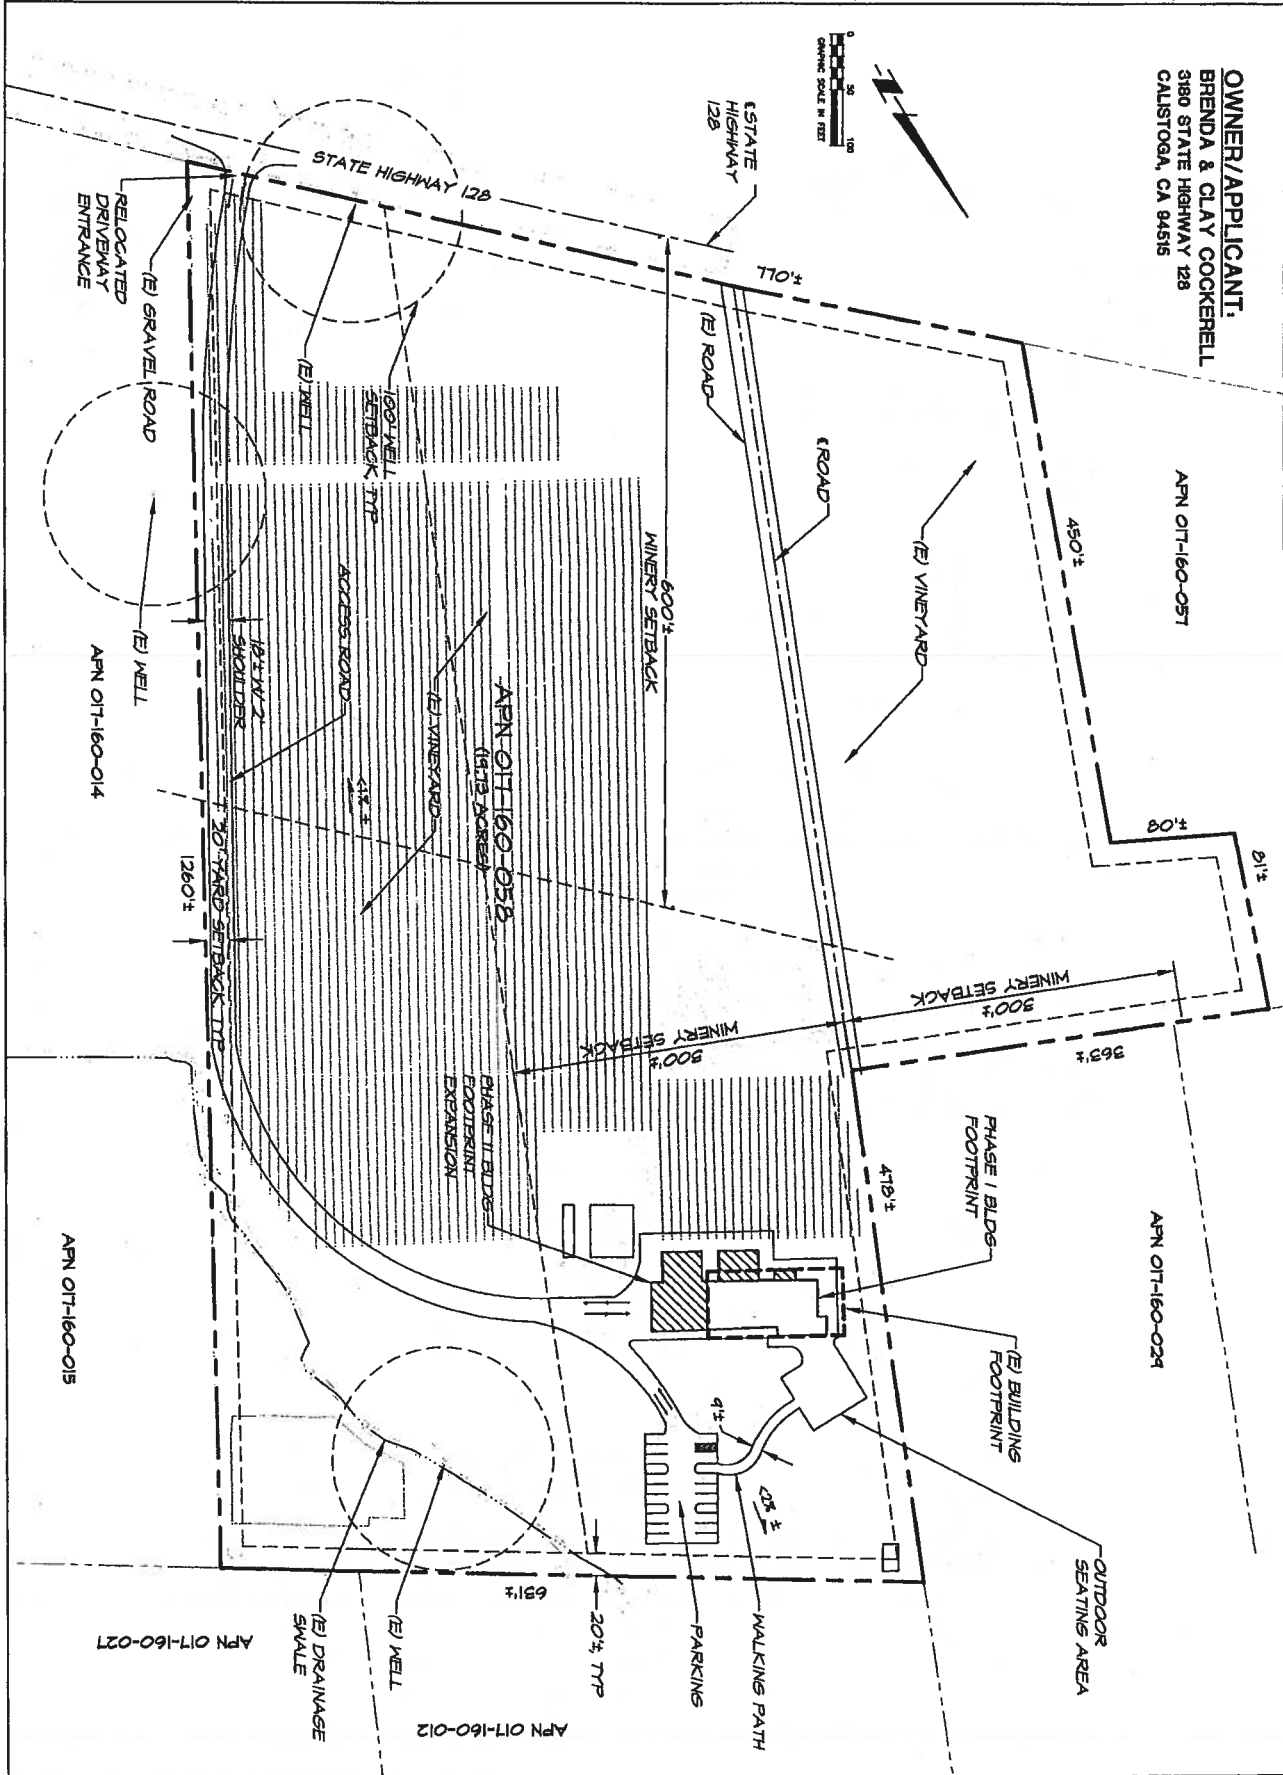 OWNER/APPLICANT:
BRENDA & CLAY COCKERELL
3180 STATE HIGHWAY 128
CALISTOGA, CA 94515
0 50 100
GRAPHIC SCALE IN FEET
℄STATE
HIGHWAY
128
STATE HIGHWAY 128
770'±
450'±
80'±
81'±
363'±
478'±
631'±
1260'±
APN 017-160-057
APN 017-160-029
APN 017-160-014
APN 017-160-015
APN 017-160-027
APN 017-160-012
APN 017-160-058
(19.73 ACRES)
RELOCATED
DRIVEWAY
ENTRANCE
(E) GRAVEL ROAD
(E) WELL
100' WELL
SETBACK, TYP
(E) ROAD
℄ROAD
(E) VINEYARD
600'±
WINERY SETBACK
(E) WELL
18'± W/ 2'
SHOULDER
ACCESS ROAD
(E) VINEYARD
<1% ±
20' YARD SETBACK, TYP
300'±
WINERY SETBACK
300'±
WINERY SETBACK
PHASE II BLDG
FOOTPRINT
EXPANSION
PHASE I BLDG
FOOTPRINT
(E) BUILDING
FOOTPRINT
OUTDOOR
SEATING AREA
9'±
<2% ±
WALKING PATH
PARKING
20'±, TYP
(E) WELL
(E) DRAINAGE
SWALE